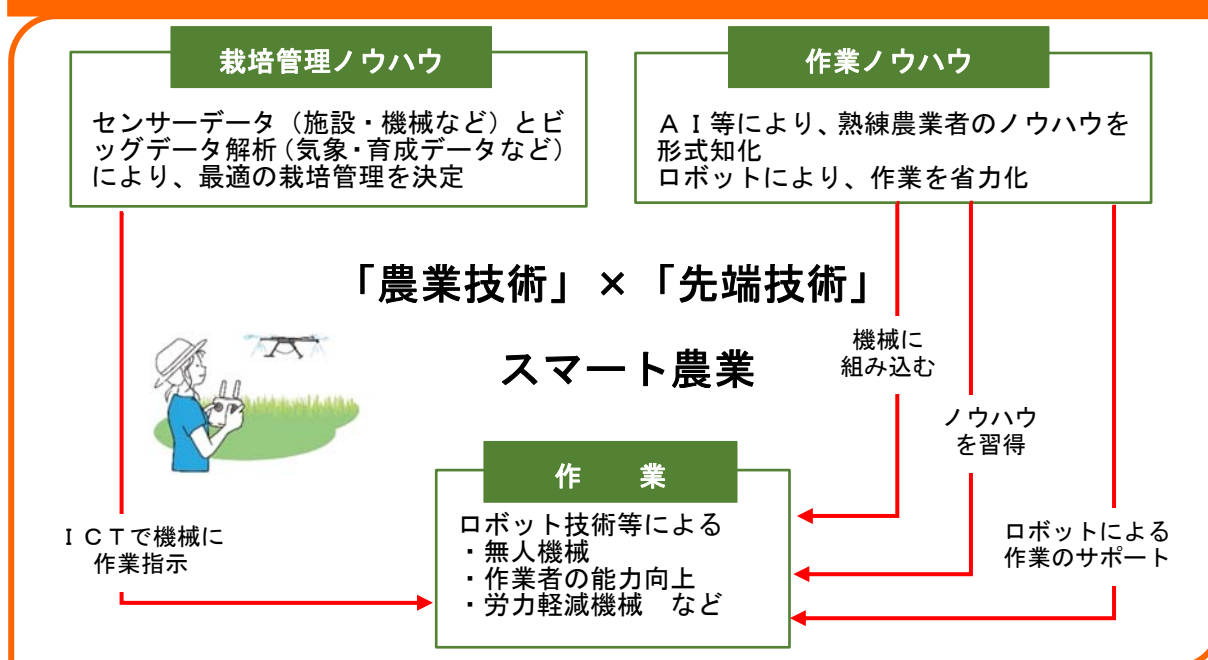 栽培管理ノウハウ
センサーデータ（施設・機械など）とビ
ッグデータ解析（気象・育成データなど）
により、最適の栽培管理を決定
作業ノウハウ
ＡＩ等により、熟練農業者のノウハウを
形式知化
ロボットにより、作業を省力化
「農業技術」×「先端技術」
スマート農業
機械に
組み込む
ノウハウ
を習得
ロボットによる
作業のサポート
ＩＣＴで機械に
作業指示
作　業
ロボット技術等による
・無人機械
・作業者の能力向上
・労力軽減機械　など